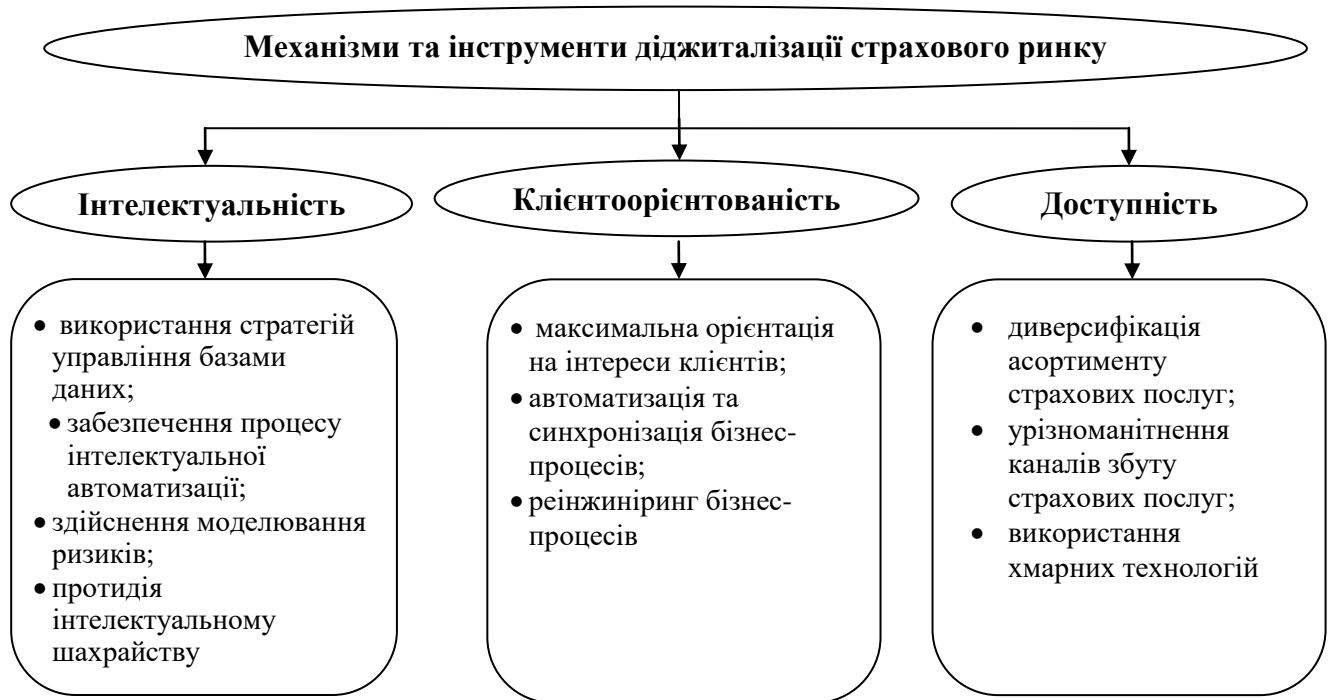 Механізми та інструменти діджиталізації страхового ринку
Інтелектуальність
Клієнтоорієнтованість
Доступність
• використання стратегій
управління базами
даних;
• забезпечення процесу
інтелектуальної
автоматизації;
• здійснення моделювання
ризиків;
• протидія
інтелектуальному
шахрайству
• максимальна орієнтація
на інтереси клієнтів;
• автоматизація та
синхронізація бізнес-
процесів;
• реінжиніринг бізнес-
процесів
• диверсифікація
асортименту
страхових послуг;
• урізноманітнення
каналів збуту
страхових послуг;
• використання
хмарних технологій